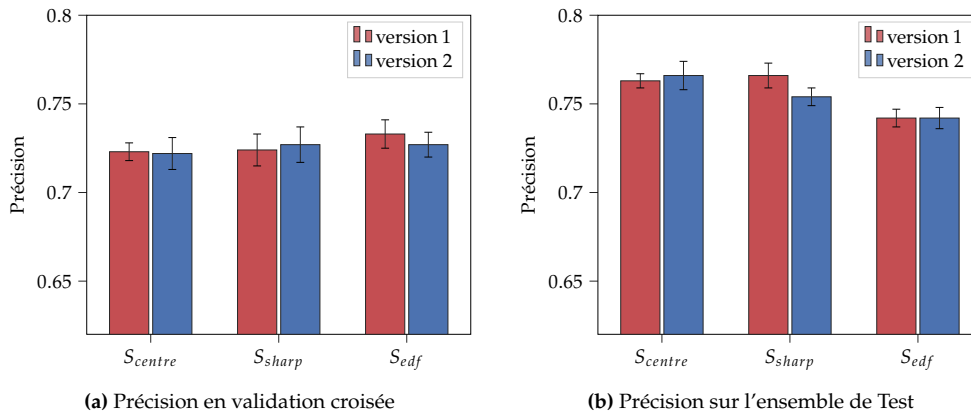 0.8
0.75
0.7
0.65
Précision
version 1
version 2
S_centre
S_sharp
S_edf
(a) Précision en validation croisée
0.8
0.75
0.7
0.65
Précision
version 1
version 2
S_centre
S_sharp
S_edf
(b) Précision sur l'ensemble de Test